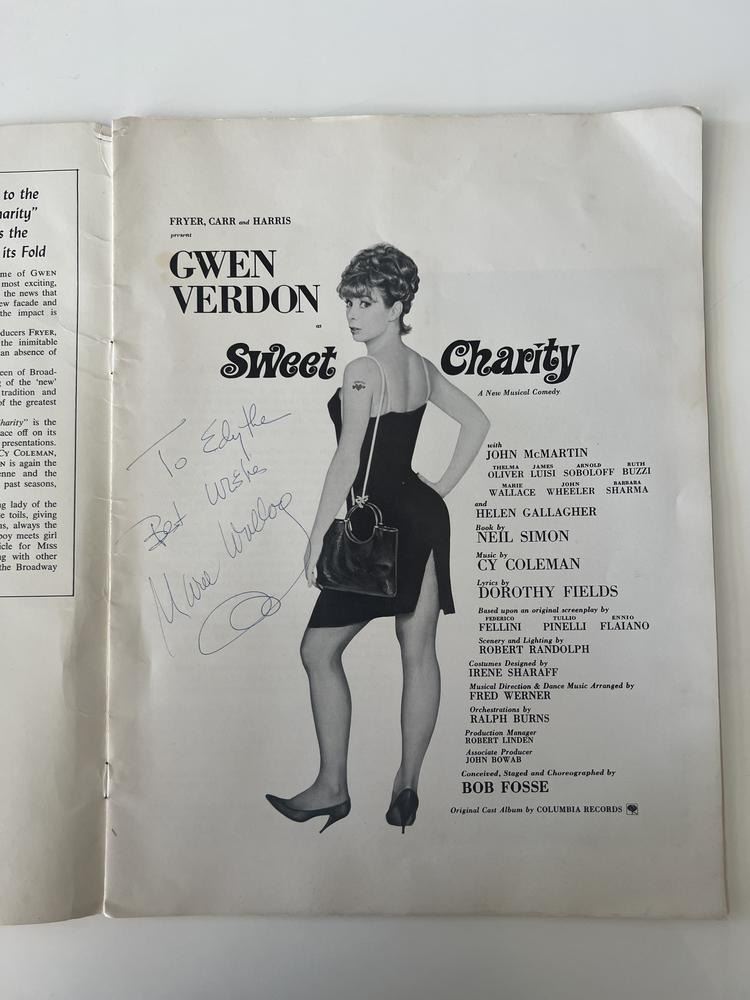 to the
arity"
s the
its Fold
me of GWEN
most exciting,
the news that
ew facade and
the impact is
ducers FRYER,
the inimitable
an absence of
een of Broad-
of the 'new'
tradition and
of the greatest
harity" is the
ace off on its
presentations.
CY COLEMAN,
N is again the
enne and the
past seasons,
ng lady of the
e toils, giving
ns, always the
boy meets girl
icle for MISS
ng with other
the Broadway
FRYER, CARR and HARRIS
present
GWEN
VERDON
as
Sweet Charity
A New Musical Comedy
To Edythe
Best Wishes
Marie Wallace
with
JOHN McMARTIN
THELMA JAMES ARNOLD RUTH
OLIVER LUISI SOBOLOFF BUZZI
MARIE JOHN BARBARA
WALLACE WHEELER SHARMA
and
HELEN GALLAGHER
Book by
NEIL SIMON
Music by
CY COLEMAN
Lyrics by
DOROTHY FIELDS
Based upon an original screenplay by
FEDERICO TULLIO ENNIO
FELLINI PINELLI FLAIANO
Scenery and Lighting by
ROBERT RANDOLPH
Costumes Designed by
IRENE SHARAFF
Musical Direction & Dance Music Arranged by
FRED WERNER
Orchestrations by
RALPH BURNS
Production Manager
ROBERT LINDEN
Associate Producer
JOHN BOWAB
Conceived, Staged and Choreographed by
BOB FOSSE
Original Cast Album by COLUMBIA RECORDS